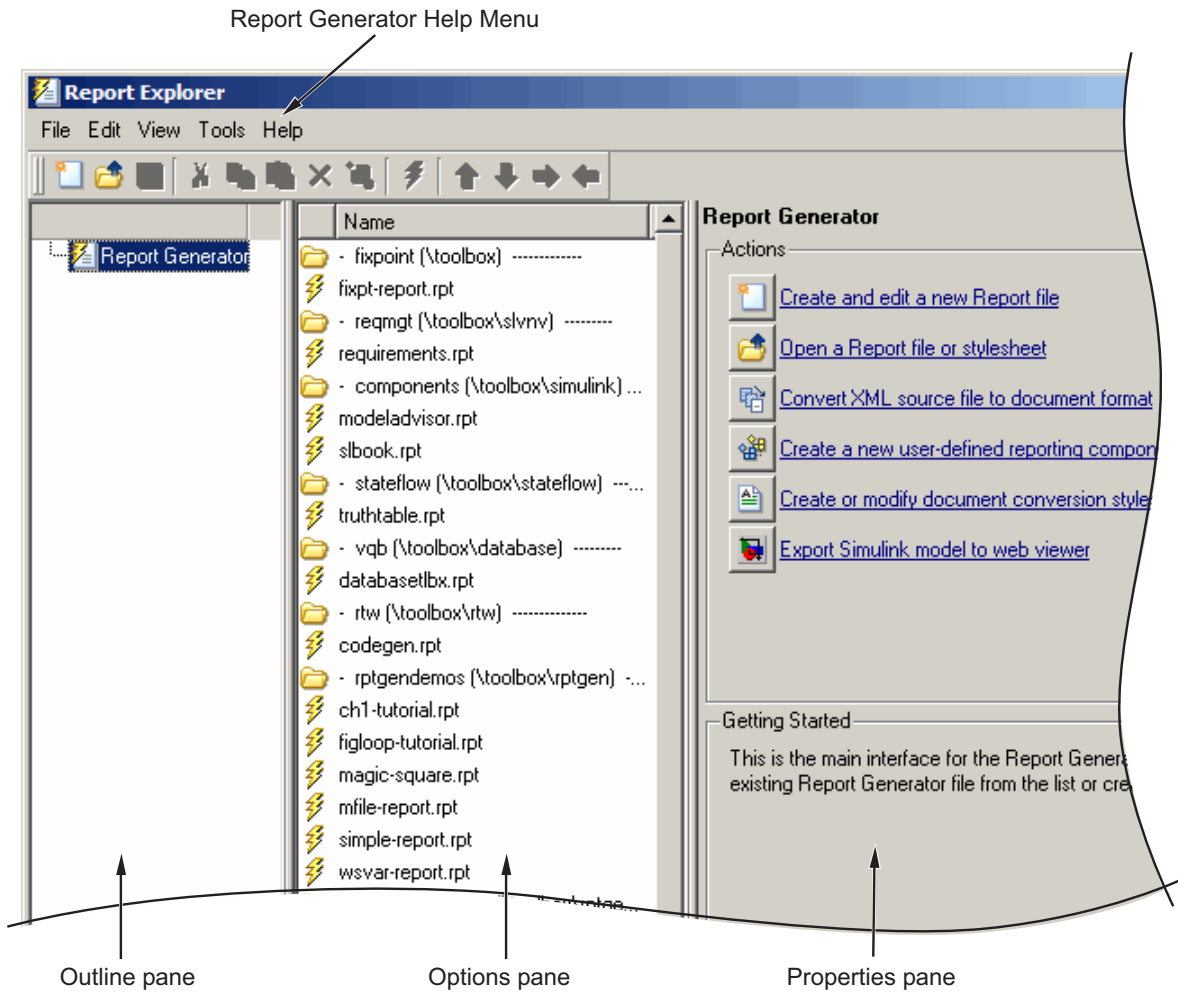 Report Generator Help Menu
Report Explorer
File Edit View Tools Help
Report Generator
Name
- fixpoint (\toolbox) -------------
fixpt-report.rpt
- reqmgt (\toolbox\slvnv) ---------
requirements.rpt
- components (\toolbox\simulink) ...
modeladvisor.rpt
slbook.rpt
- stateflow (\toolbox\stateflow) ---...
truthtable.rpt
- vqb (\toolbox\database) ---------
databasetlbx.rpt
- rtw (\toolbox\rtw) --------------
codegen.rpt
- rptgendemos (\toolbox\rptgen) -...
ch1-tutorial.rpt
figloop-tutorial.rpt
magic-square.rpt
mfile-report.rpt
simple-report.rpt
wsvar-report.rpt
Report Generator
Actions
Create and edit a new Report file
Open a Report file or stylesheet
Convert XML source file to document format
Create a new user-defined reporting compon
Create or modify document conversion style
Export Simulink model to web viewer
Getting Started
This is the main interface for the Report Genera
existing Report Generator file from the list or cre
Outline pane
Options pane
Properties pane